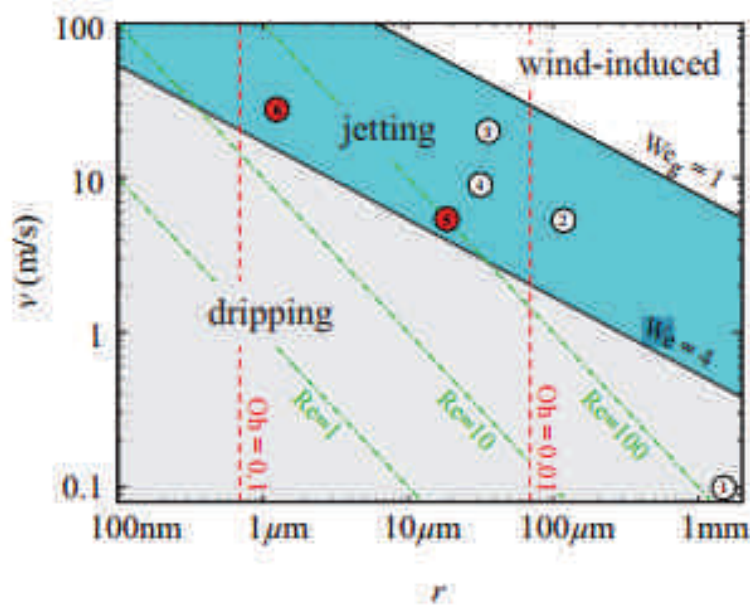 100
10
1
0.1
v (m/s)
wind-induced
jetting
dripping
6
3
4
5
2
1
We_g = 1
We = 4
Re=1
Re=10
Re=100
Oh = 0.1
Oh = 0.01
100nm
1μm
10μm
100μm
1mm
r